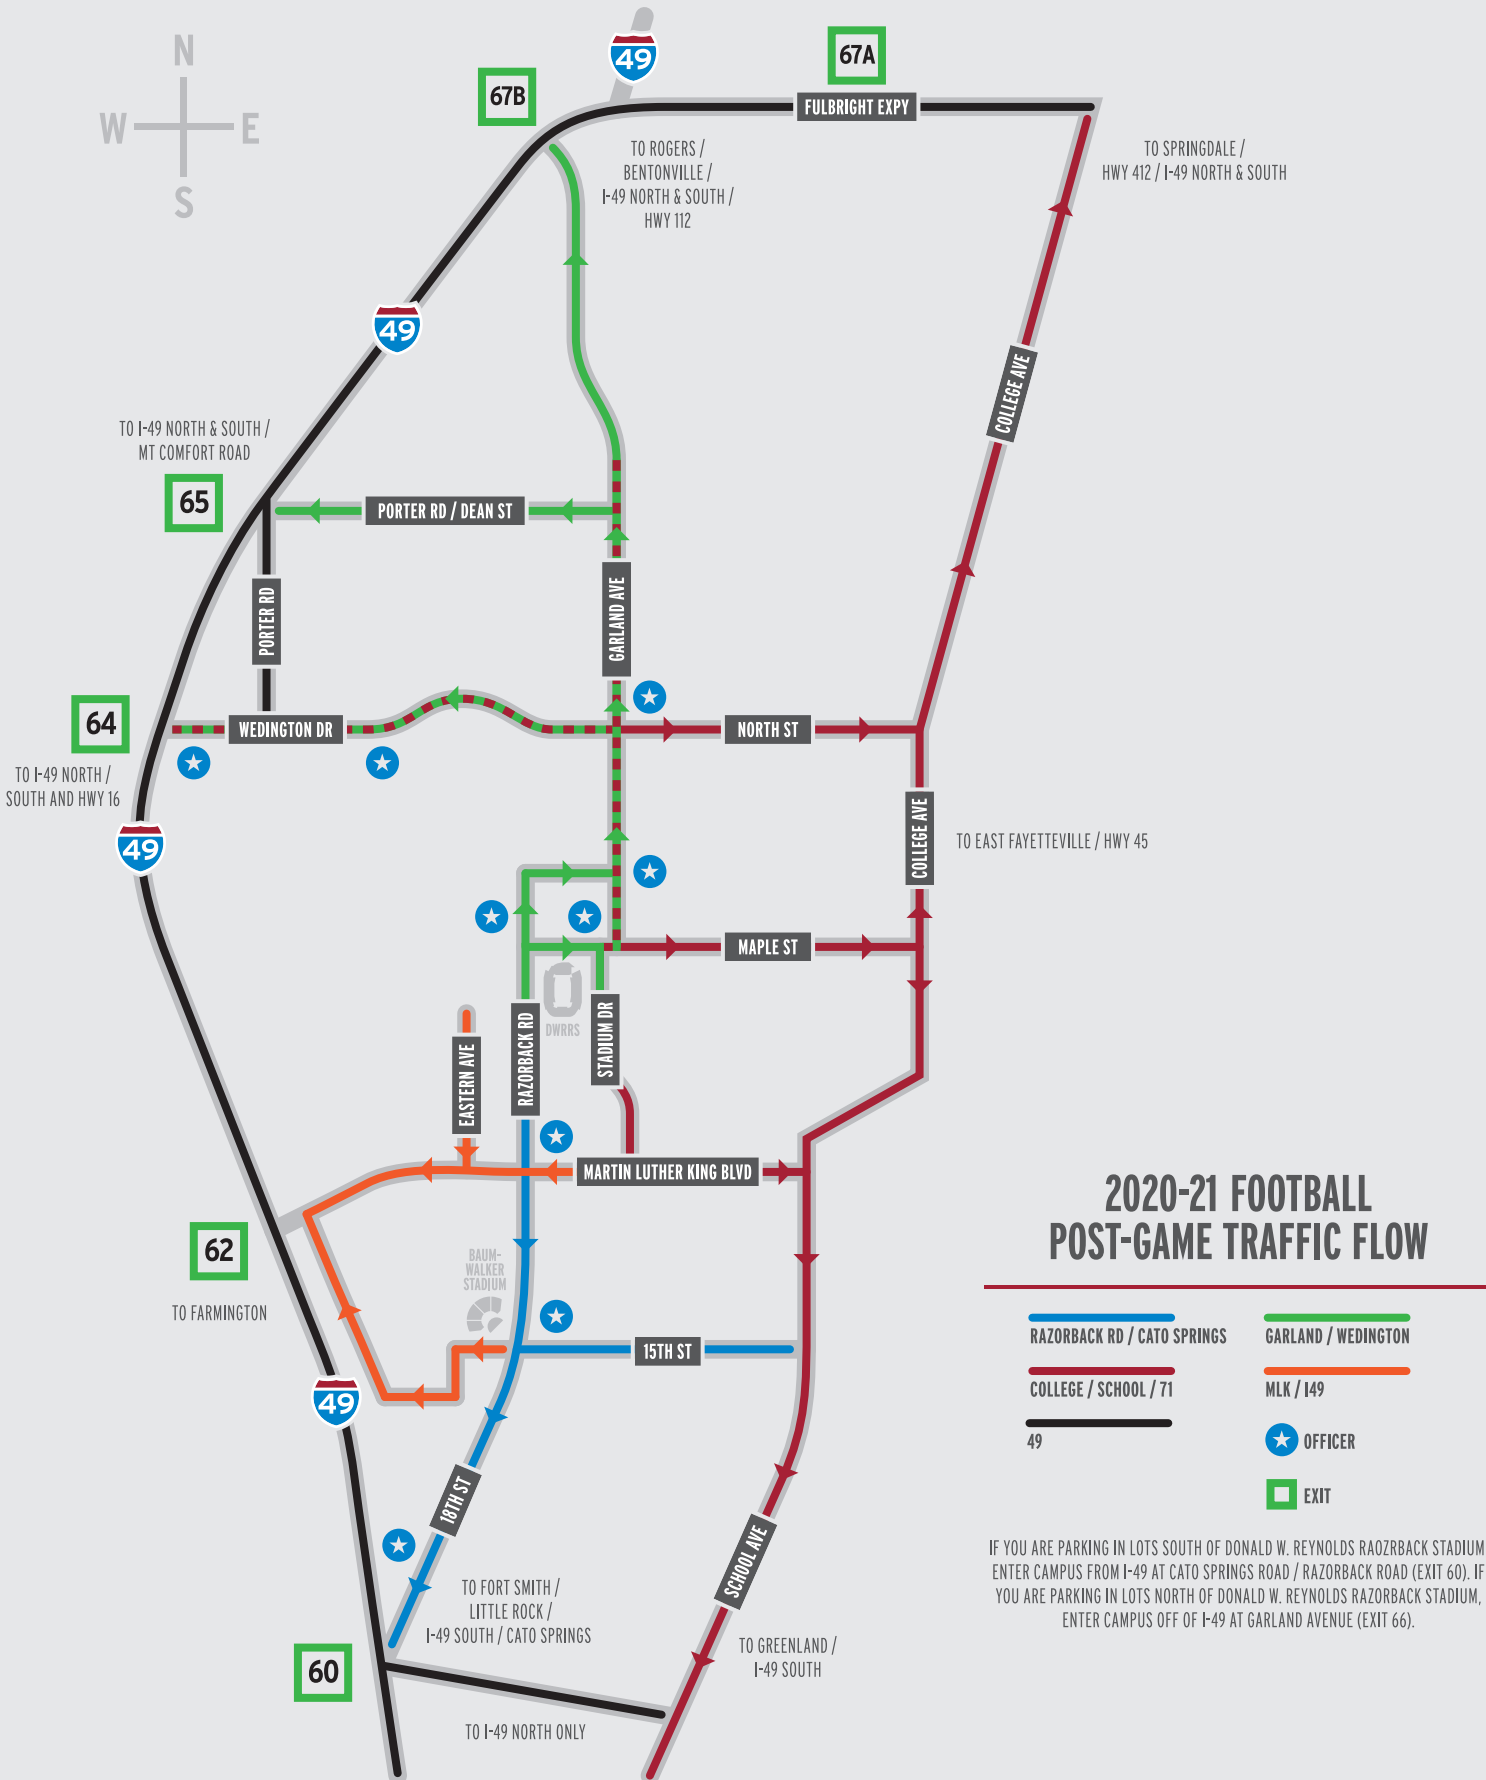 49
67A
67B
N
W
E
S
FULBRIGHT EXPY
TO ROGERS /
BENTONVILLE /
I-49 NORTH & SOUTH /
HWY 112
TO SPRINGDALE /
HWY 412 / I-49 NORTH & SOUTH
49
COLLEGE AVE
TO I-49 NORTH & SOUTH /
MT COMFORT ROAD
65
PORTER RD / DEAN ST
PORTER RD
GARLAND AVE
64
WEDINGTON DR
NORTH ST
TO I-49 NORTH /
SOUTH AND HWY 16
49
COLLEGE AVE
TO EAST FAYETTEVILLE / HWY 45
MAPLE ST
DWRRS
RAZORBACK RD
STADIUM DR
EASTERN AVE
MARTIN LUTHER KING BLVD
62
TO FARMINGTON
BAUM-
WALKER
STADIUM
15TH ST
49
18TH ST
SCHOOL AVE
TO FORT SMITH /
LITTLE ROCK /
I-49 SOUTH / CATO SPRINGS
TO GREENLAND /
I-49 SOUTH
60
TO I-49 NORTH ONLY
2020-21 FOOTBALL
POST-GAME TRAFFIC FLOW
RAZORBACK RD / CATO SPRINGS
GARLAND / WEDINGTON
COLLEGE / SCHOOL / 71
MLK / I49
49
OFFICER
EXIT
IF YOU ARE PARKING IN LOTS SOUTH OF DONALD W. REYNOLDS RAOZRBACK STADIUM
ENTER CAMPUS FROM I-49 AT CATO SPRINGS ROAD / RAZORBACK ROAD (EXIT 60). IF
YOU ARE PARKING IN LOTS NORTH OF DONALD W. REYNOLDS RAZORBACK STADIUM,
ENTER CAMPUS OFF OF I-49 AT GARLAND AVENUE (EXIT 66).